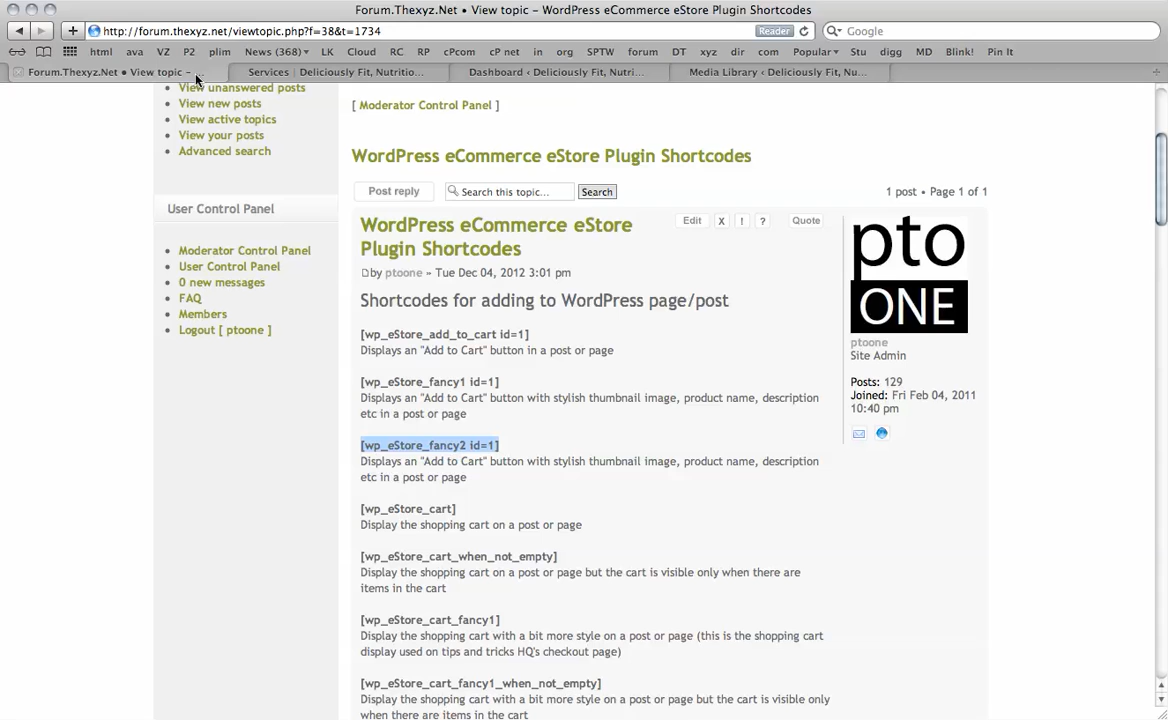 Forum.Thexyz.Net • View topic – WordPress eCommerce eStore Plugin Shortcodes
http://forum.thexyz.net/viewtopic.php?f=38&t=1734
Reader
Google
html ava VZ P2 plim News (368) LK Cloud RC RP cPcom cP net in org SPTW forum DT xyz dir com Popular Stu digg MD Blink! Pin It
Forum.Thexyz.Net • View topic – ...
Services | Deliciously Fit, Nutritio...
Dashboard ‹ Deliciously Fit, Nutri...
Media Library ‹ Deliciously Fit, Nu...
View unanswered posts
View new posts
View active topics
View your posts
Advanced search
User Control Panel
Moderator Control Panel
User Control Panel
0 new messages
FAQ
Members
Logout [ ptoone ]
[ Moderator Control Panel ]
WordPress eCommerce eStore Plugin Shortcodes
Post reply
Search this topic...
Search
1 post • Page 1 of 1
WordPress eCommerce eStore
Plugin Shortcodes
Edit X ! ? Quote
by ptoone » Tue Dec 04, 2012 3:01 pm
Shortcodes for adding to WordPress page/post
[wp_eStore_add_to_cart id=1]
Displays an "Add to Cart" button in a post or page
[wp_eStore_fancy1 id=1]
Displays an "Add to Cart" button with stylish thumbnail image, product name, description
etc in a post or page
[wp_eStore_fancy2 id=1]
Displays an "Add to Cart" button with stylish thumbnail image, product name, description
etc in a post or page
[wp_eStore_cart]
Display the shopping cart on a post or page
[wp_eStore_cart_when_not_empty]
Display the shopping cart on a post or page but the cart is visible only when there are
items in the cart
[wp_eStore_cart_fancy1]
Display the shopping cart with a bit more style on a post or page (this is the shopping cart
display used on tips and tricks HQ's checkout page)
[wp_eStore_cart_fancy1_when_not_empty]
Display the shopping cart with a bit more style on a post or page but the cart is visible only
when there are items in the cart
pto
ONE
ptoone
Site Admin
Posts: 129
Joined: Fri Feb 04, 2011
10:40 pm